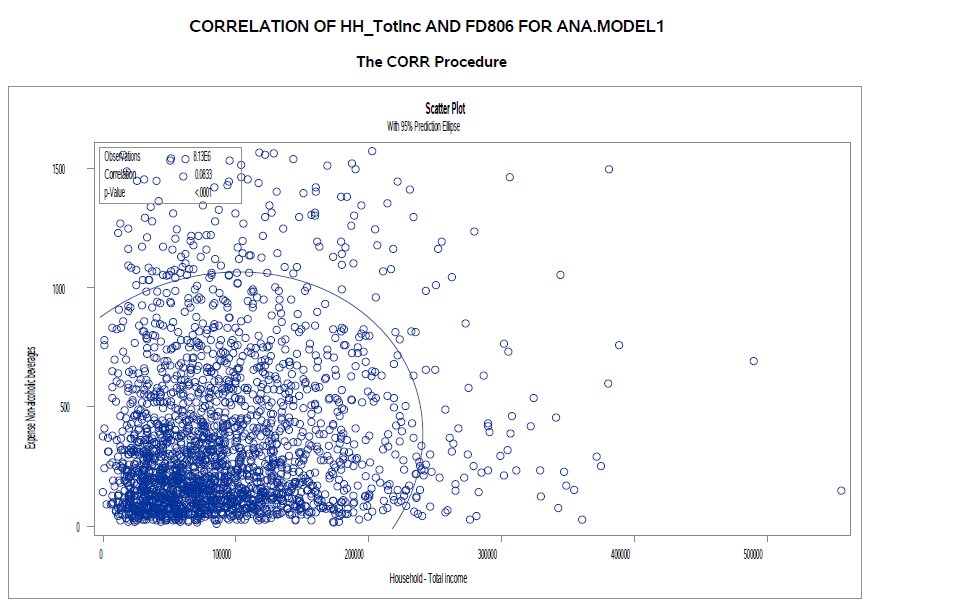 CORRELATION OF HH_TotInc AND FD806 FOR ANA.MODEL1
The CORR Procedure
Scatter Plot
With 95% Prediction Ellipse
Observations 8.13E6
Correlation 0.0833
p-Value <.0001
1500
1000
500
0
Expense Non-alcoholic beverages
0 100000 200000 300000 400000 500000
Household - Total income